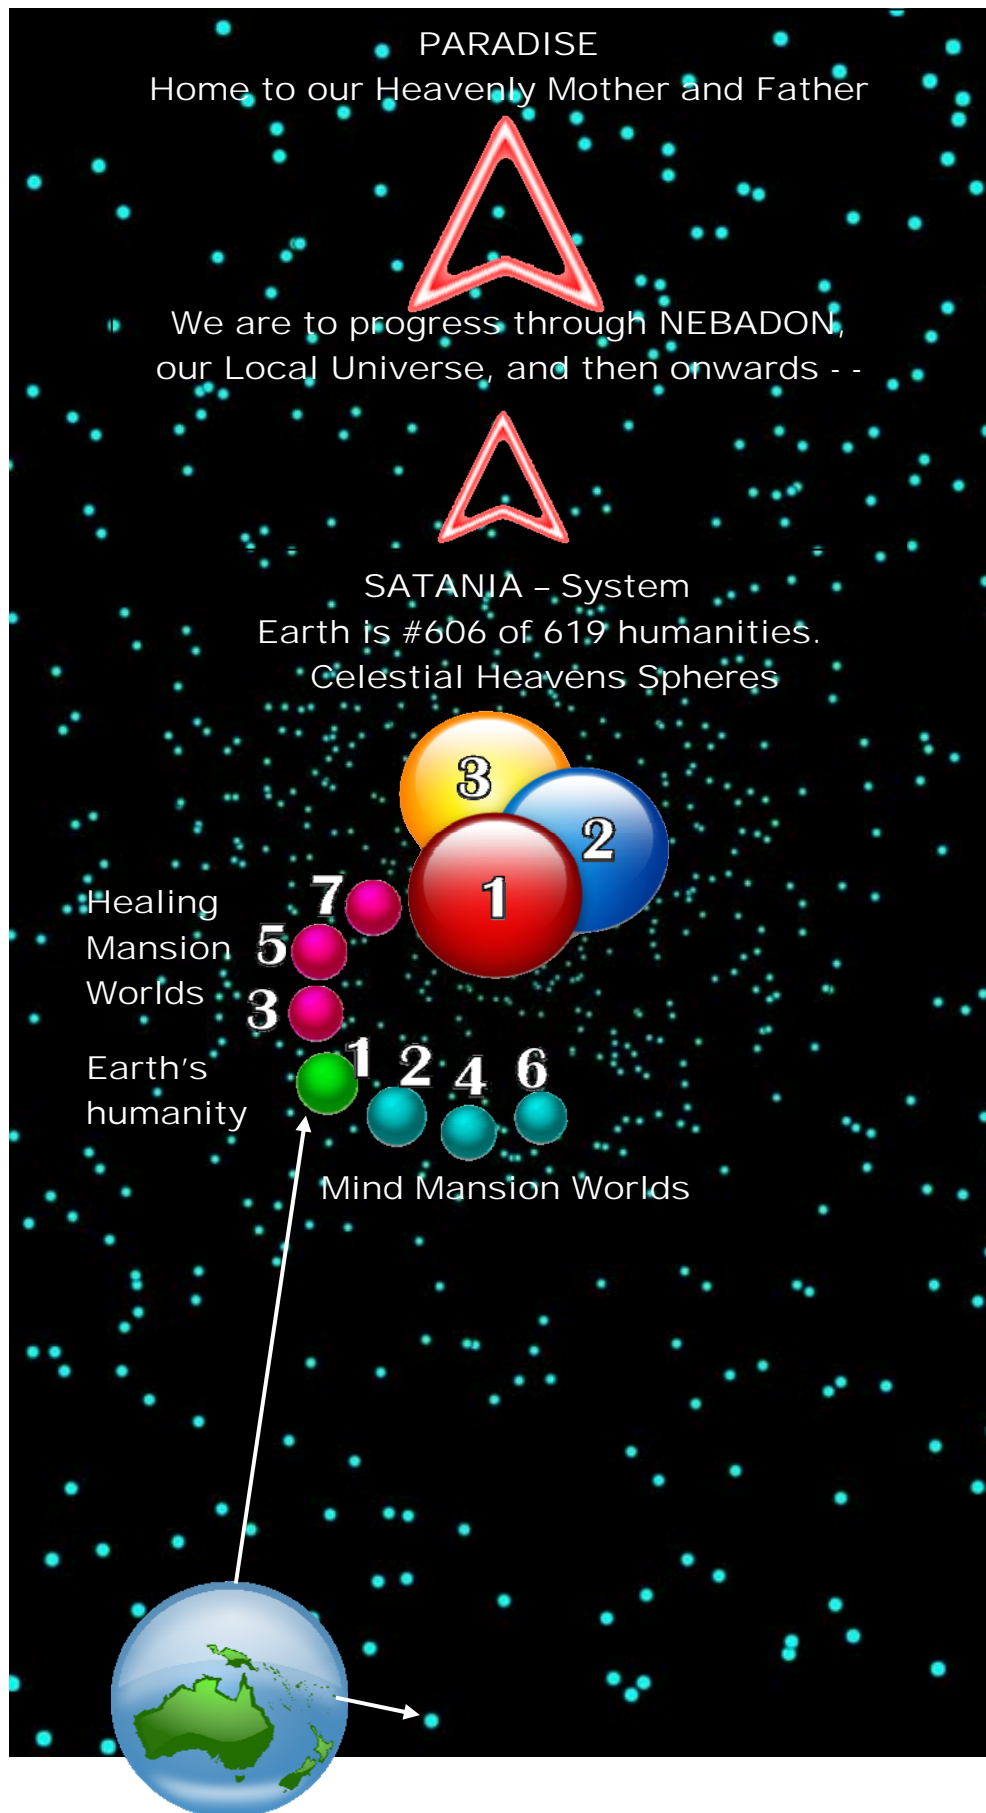 PARADISE
Home to our Heavenly Mother and Father
We are to progress through NEBADON,
our Local Universe, and then onwards - -
SATANIA – System
Earth is #606 of 619 humanities.
Celestial Heavens Spheres
3
2
1
7
Healing
5
Mansion
Worlds
3
1
2
4
6
Earth's
humanity
Mind Mansion Worlds